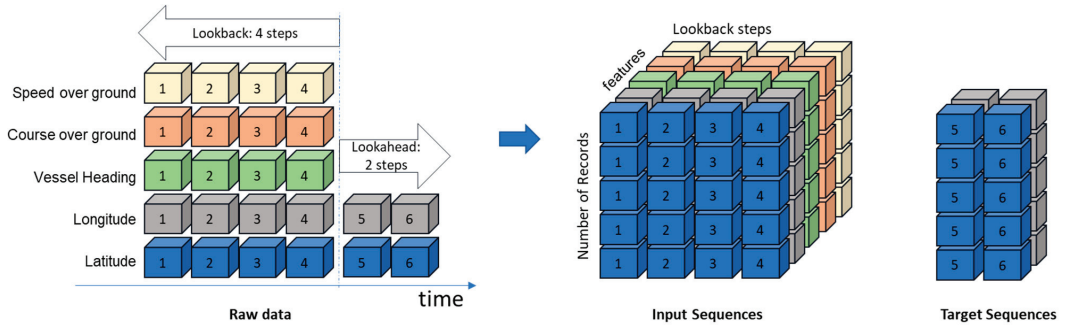 Lookback: 4 steps
Speed over ground
1 2 3 4
Course over ground
1 2 3 4
Lookahead:
2 steps
Vessel Heading
1 2 3 4
Longitude
1 2 3 4 5 6
Latitude
1 2 3 4 5 6
time
Raw data
Lookback steps
features
Number of Records
1 2 3 4
1 2 3 4
1 2 3 4
1 2 3 4
1 2 3 4
Input Sequences
5 6
5 6
5 6
5 6
5 6
Target Sequences